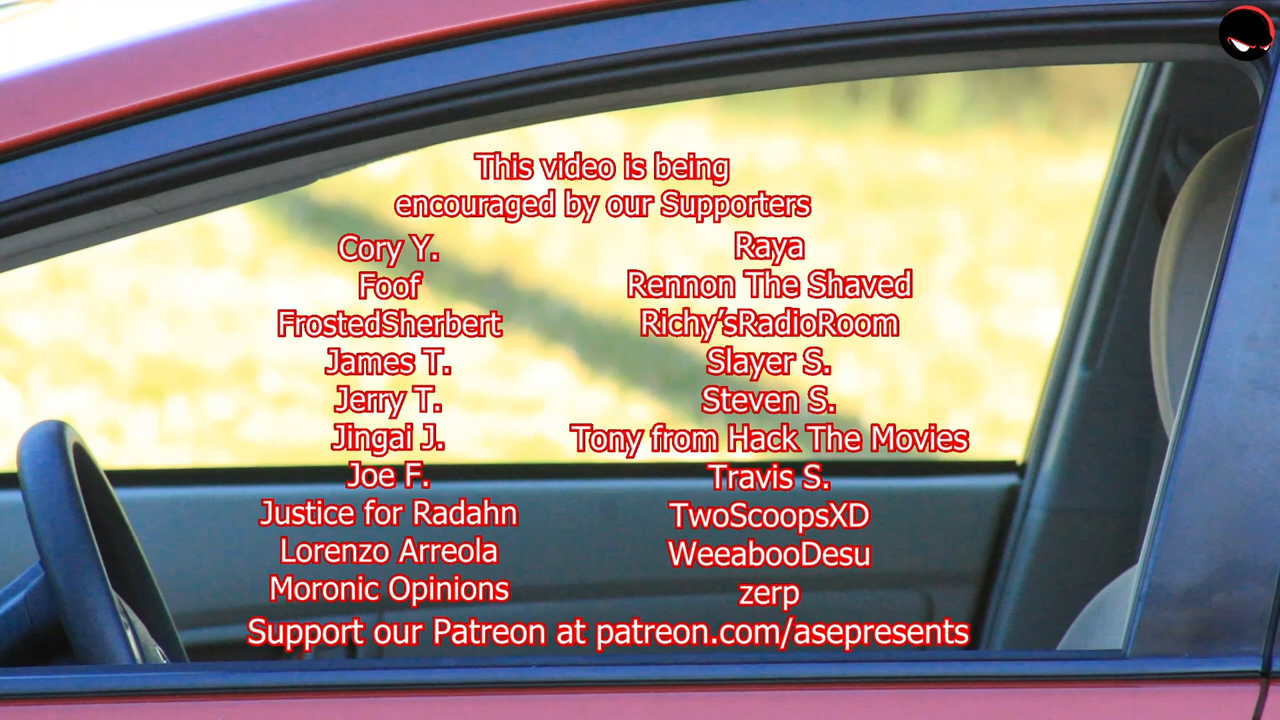 This video is being
encouraged by our Supporters
Cory Y.
Foof
FrostedSherbert
James T.
Jerry T.
Jingai J.
Joe F.
Justice for Radahn
Lorenzo Arreola
Moronic Opinions
Raya
Rennon The Shaved
Richy’sRadioRoom
Slayer S.
Steven S.
Tony from Hack The Movies
Travis S.
TwoScoopsXD
WeeabooDesu
zerp
Support our Patreon at patreon.com/asepresents